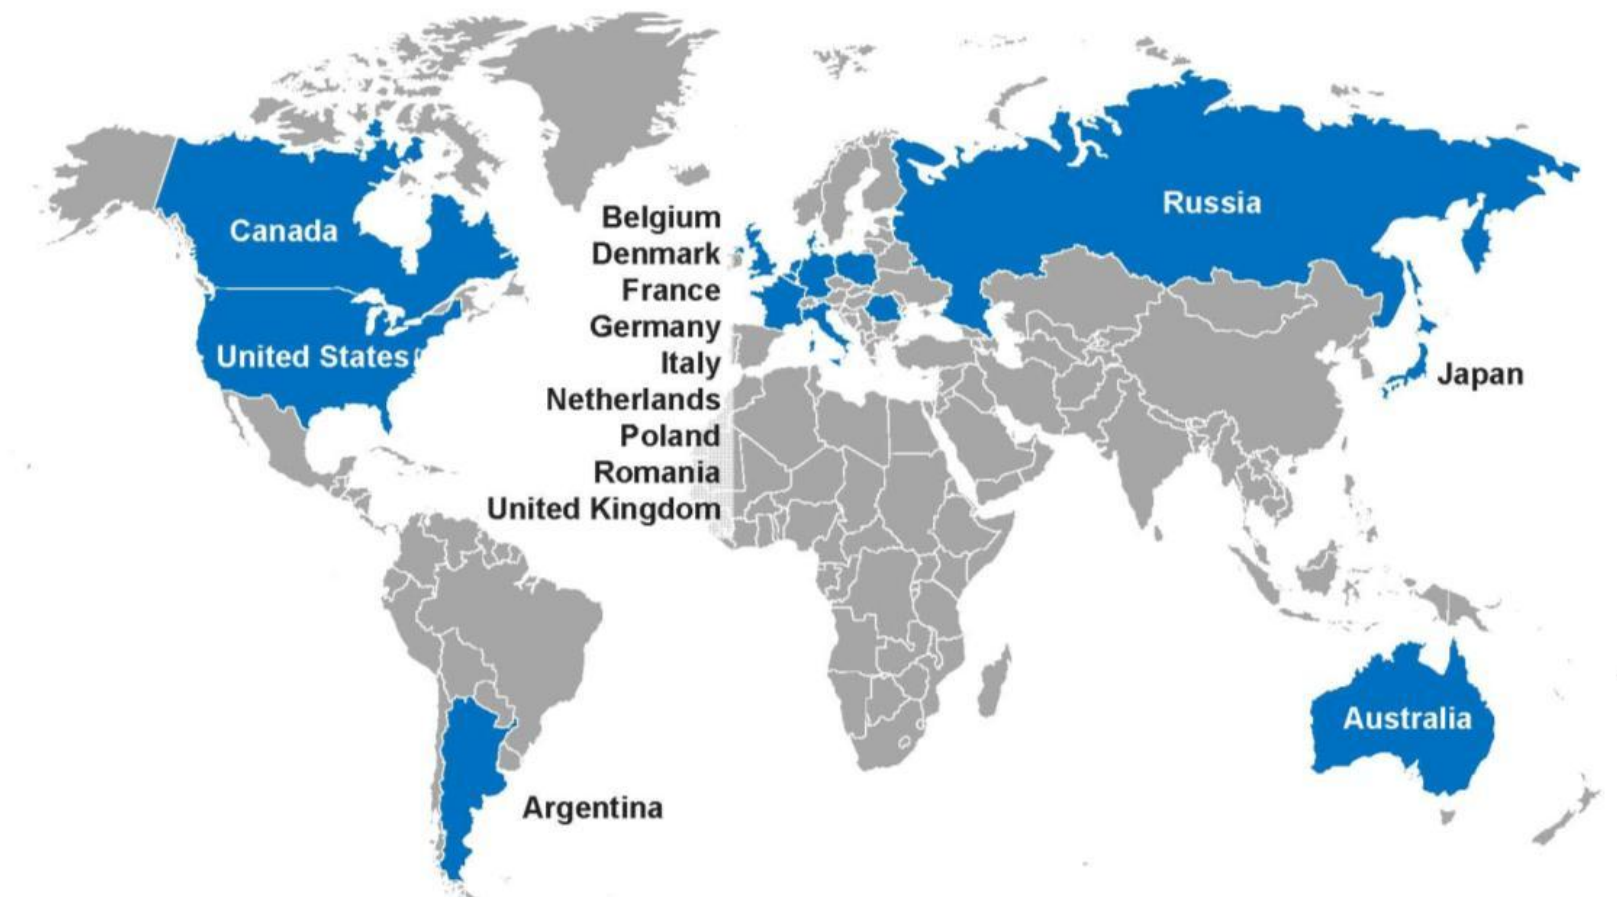 Canada
United States
Belgium
Denmark
France
Germany
Italy
Netherlands
Poland
Romania
United Kingdom
Russia
Japan
Australia
Argentina